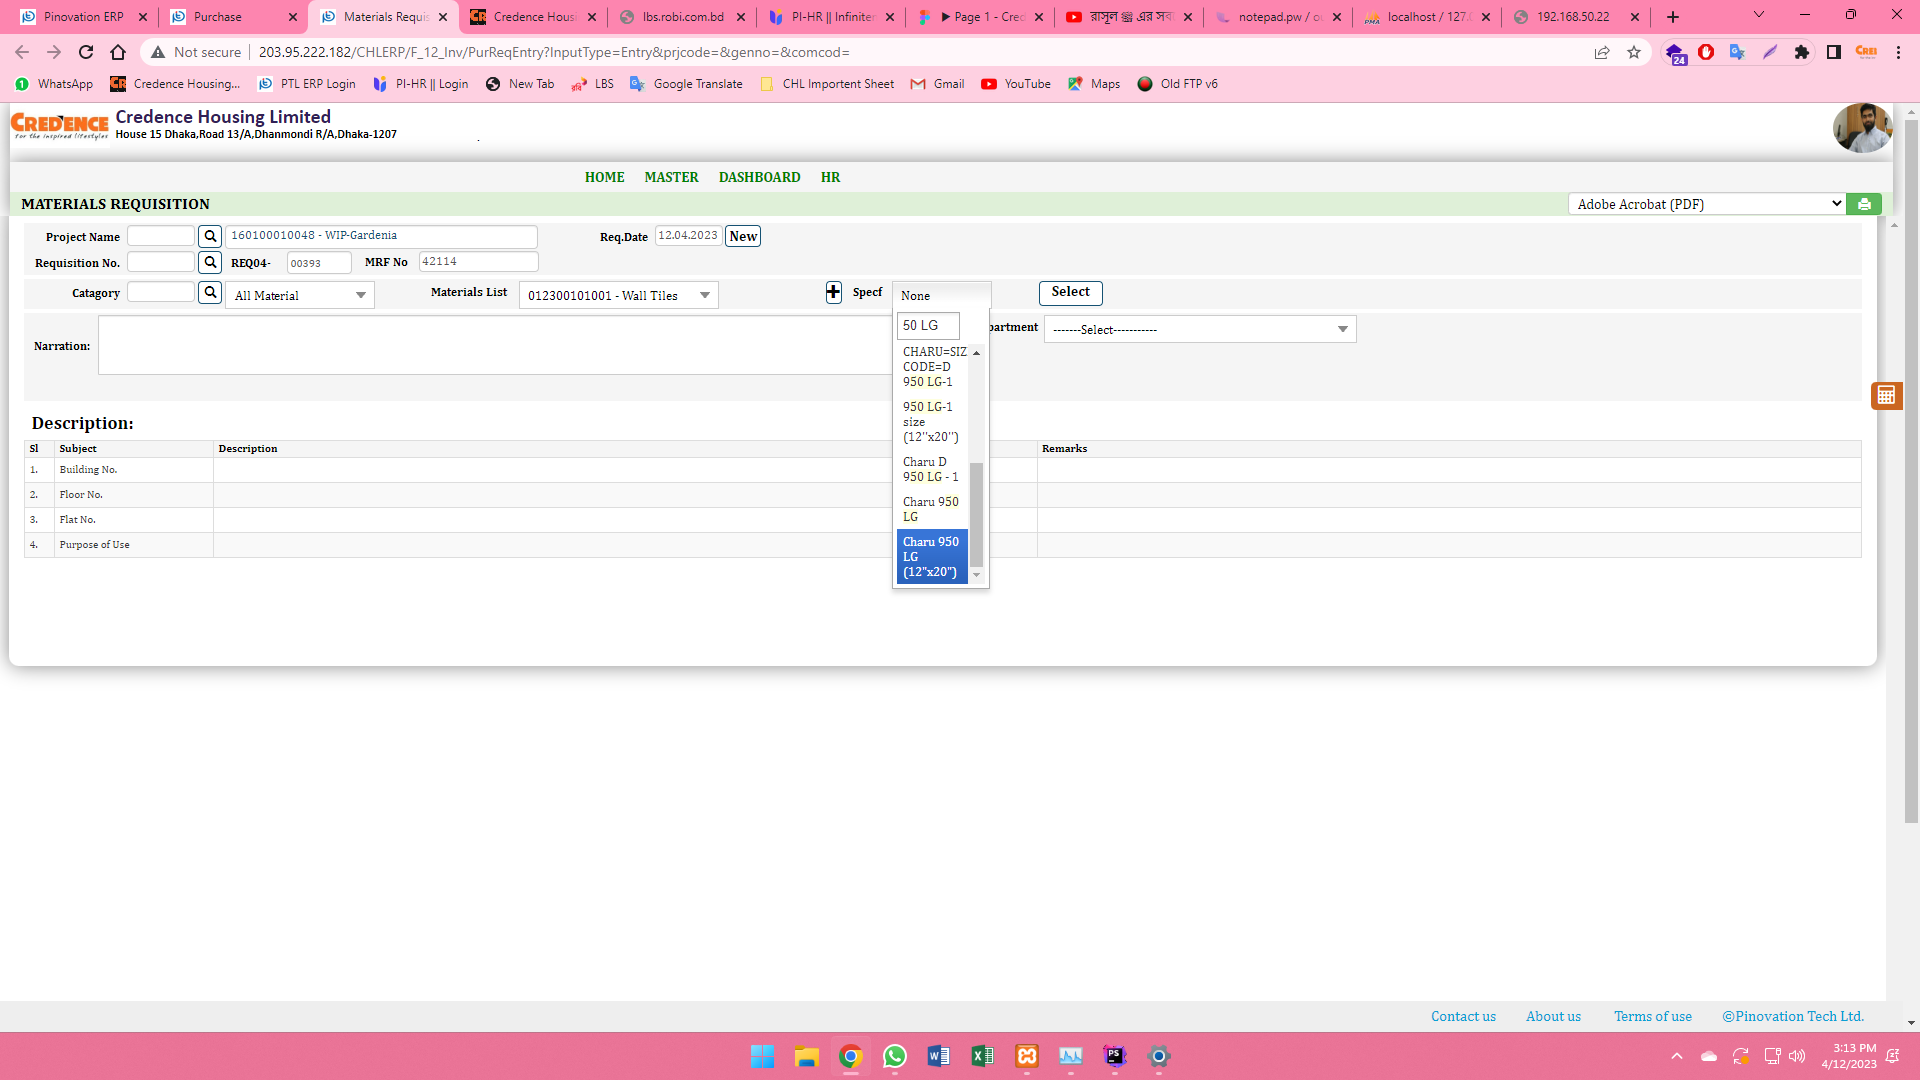 Pinovation ERP
Purchase
Materials Requis
Credence Housi
lbs.robi.com.bd
PI-HR || Infiniter
▶ Page 1 - Cred
notepad.pw / ou
localhost / 127.0
192.168.50.22
Not secure
203.95.222.182/CHLERP/F_12_Inv/PurReqEntry?InputType=Entry&prjcode=&genno=&comcod=
24
WhatsApp
Credence Housing...
PTL ERP Login
PI-HR || Login
New Tab
LBS
Google Translate
CHL Importent Sheet
Gmail
YouTube
Maps
Old FTP v6
CREDENCE
for the inspired lifestyles
Credence Housing Limited
House 15 Dhaka,Road 13/A,Dhanmondi R/A,Dhaka-1207
HOME
MASTER
DASHBOARD
HR
MATERIALS REQUISITION
Adobe Acrobat (PDF)
Project Name
160100010048 - WIP-Gardenia
Req.Date
12.04.2023
New
Requisition No.
REQ04-
00393
MRF No
42114
Catagory
All Material
Materials List
012300101001 - Wall Tiles
Specf
None
Select
50 LG
CHARU=SIZ
CODE=D
950 LG-1
950 LG-1
size
(12''x20'')
Charu D
950 LG - 1
Charu 950
LG
Charu 950
LG
(12"x20")
Narration:
partment
-------Select-----------
Description:
Sl
Subject
Description
Remarks
1.
Building No.
2.
Floor No.
3.
Flat No.
4.
Purpose of Use
Contact us
About us
Terms of use
©Pinovation Tech Ltd.
3:13 PM
4/12/2023